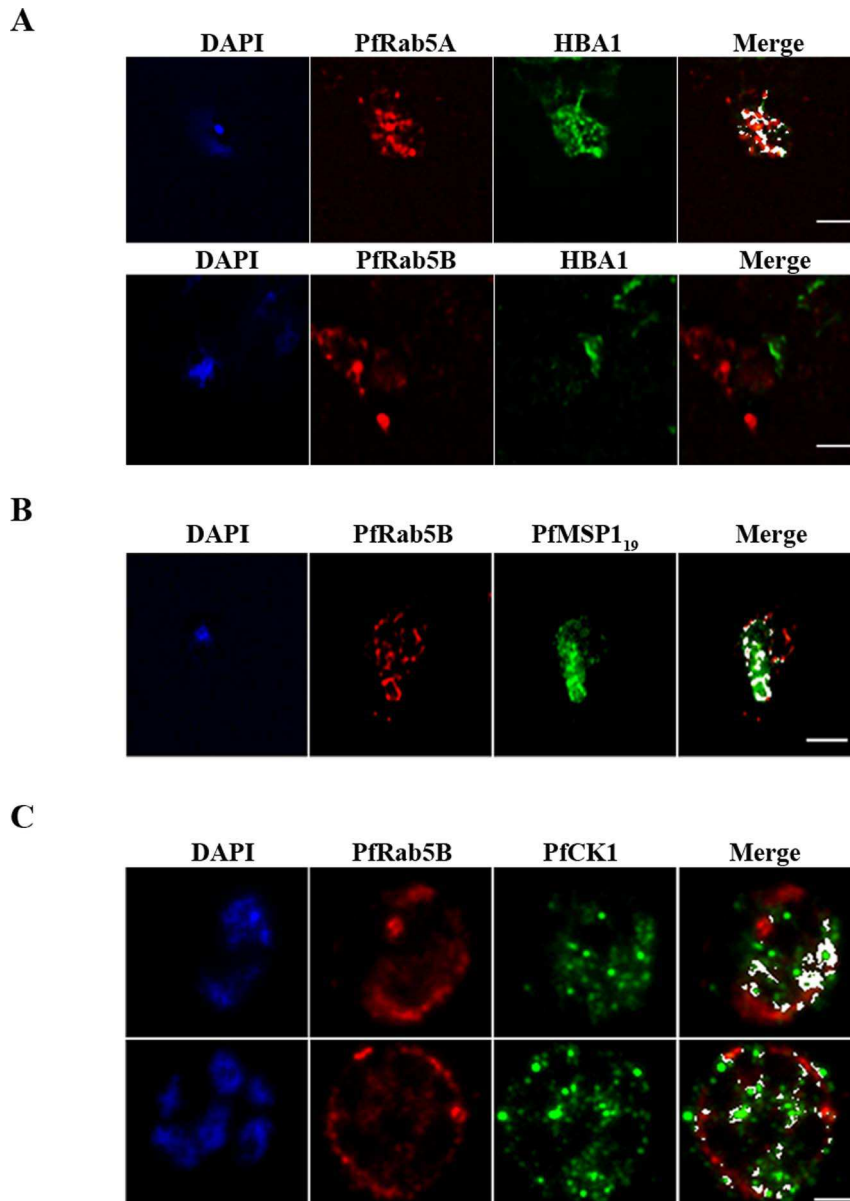 A
DAPI PfRab5A HBA1 Merge
DAPI PfRab5B HBA1 Merge
B
DAPI PfRab5B PfMSP1₁₉ Merge
C
DAPI PfRab5B PfCK1 Merge